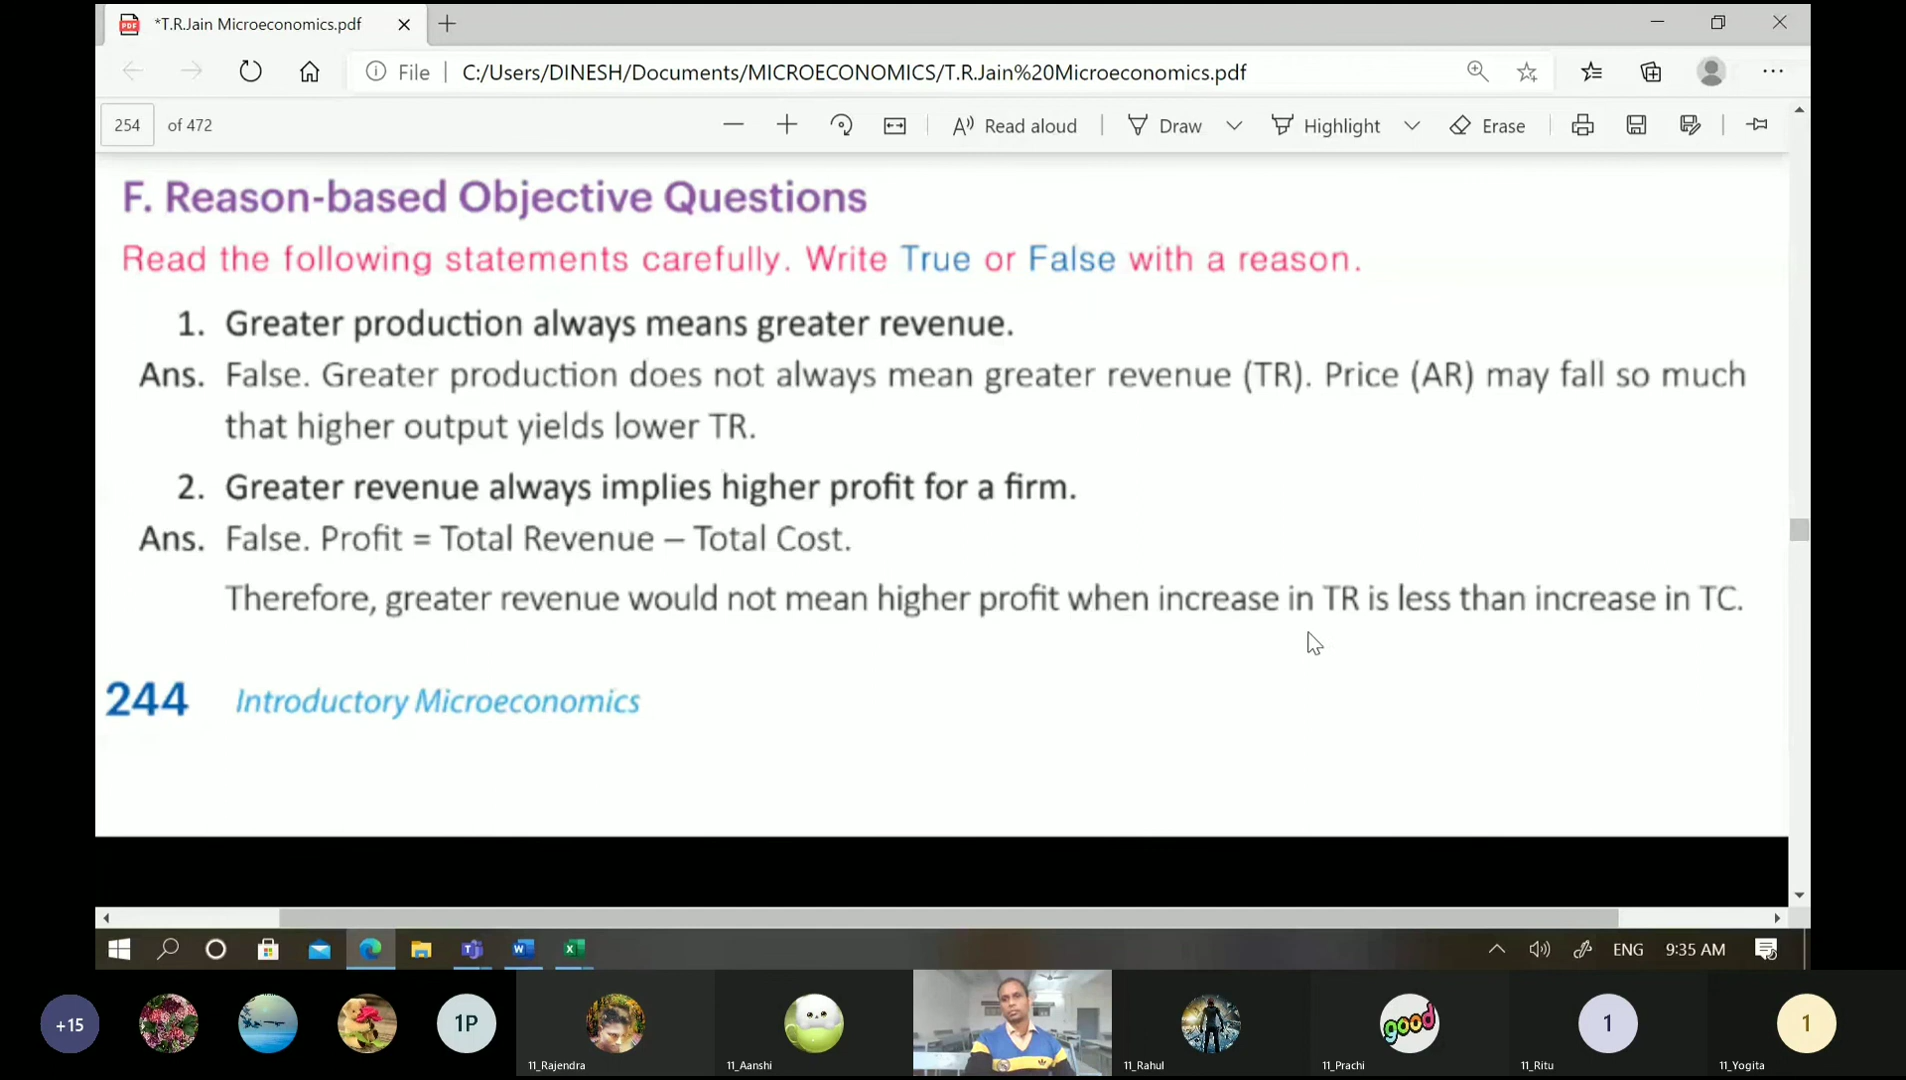 *T.R.Jain Microeconomics.pdf
File C:/Users/DINESH/Documents/MICROECONOMICS/T.R.Jain%20Microeconomics.pdf
254 of 472 Read aloud Draw Highlight Erase
F. Reason-based Objective Questions
Read the following statements carefully. Write True or False with a reason.
1. Greater production always means greater revenue.
Ans. False. Greater production does not always mean greater revenue (TR). Price (AR) may fall so much
that higher output yields lower TR.
2. Greater revenue always implies higher profit for a firm.
Ans. False. Profit = Total Revenue – Total Cost.
Therefore, greater revenue would not mean higher profit when increase in TR is less than increase in TC.
244 Introductory Microeconomics
ENG 9:35 AM
+15 1P good 1 1
11_Rajendra 11_Aanshi 11_Rahul 11_Prachi 11_Ritu 11_Yogita